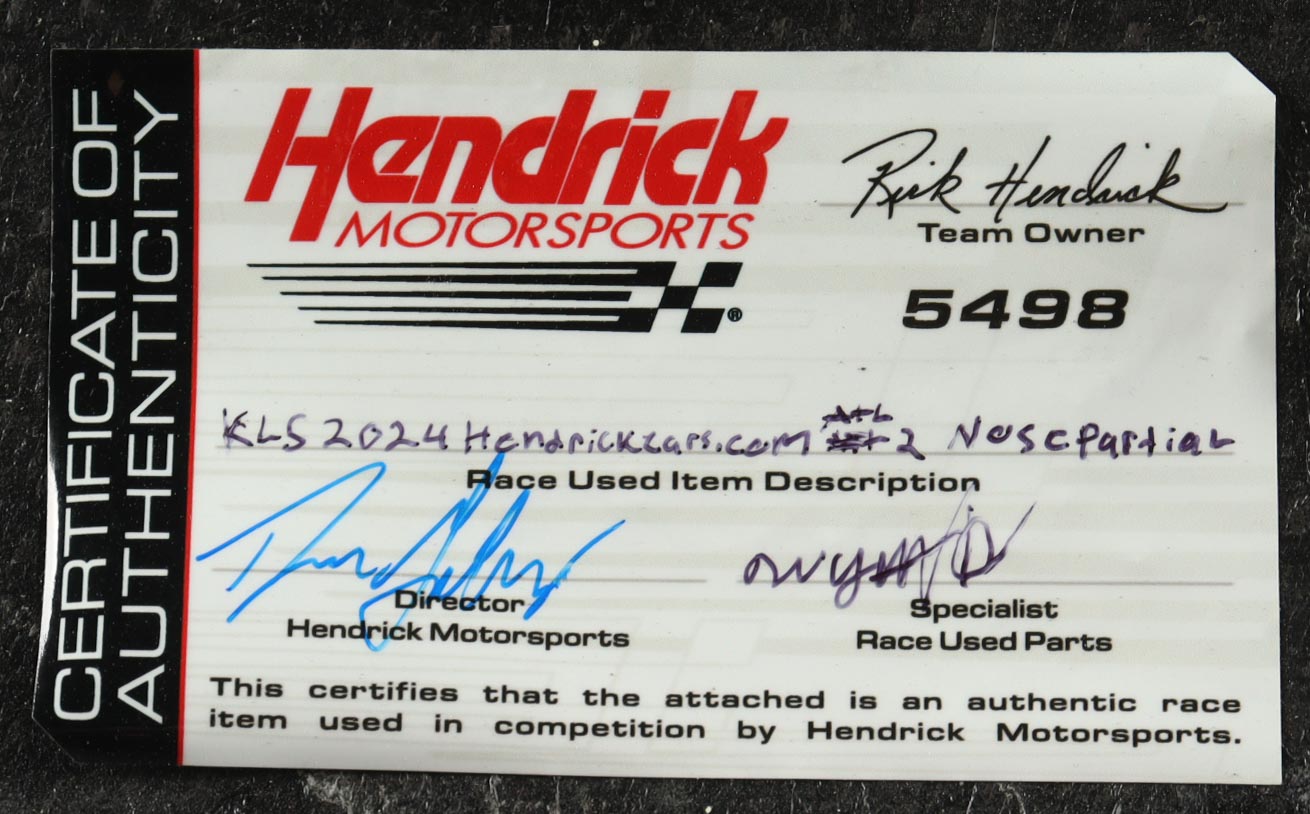 CERTIFICATE OF
AUTHENTICITY
Hendrick
MOTORSPORTS
®
Rick Hendrick
Team Owner
5498
KLS 2024 Hendrickcars.com Atl 2 Nose partial
Race Used Item Description
Director
Hendrick Motorsports
Specialist
Race Used Parts
This certifies that the attached is an authentic race
item used in competition by Hendrick Motorsports.